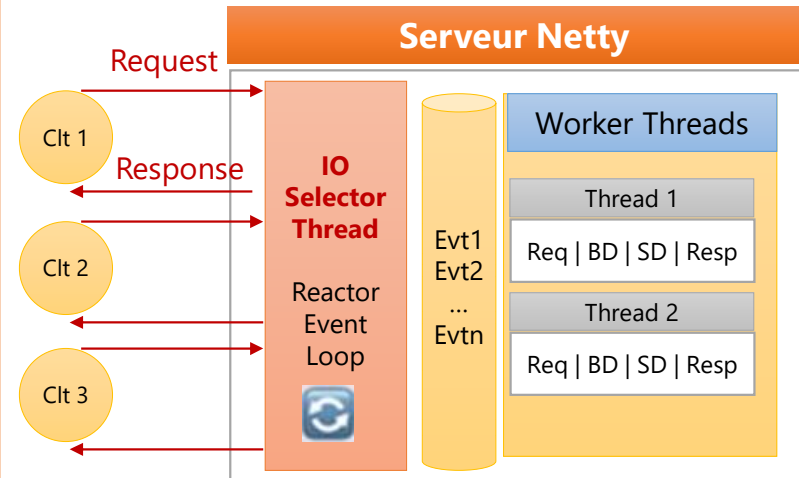 Serveur Netty
Request
Clt 1
Response
Clt 2
Clt 3
IO
Selector
Thread
Reactor
Event
Loop
Evt1
Evt2
...
Evtn
Worker Threads
Thread 1
Req | BD | SD | Resp
Thread 2
Req | BD | SD | Resp